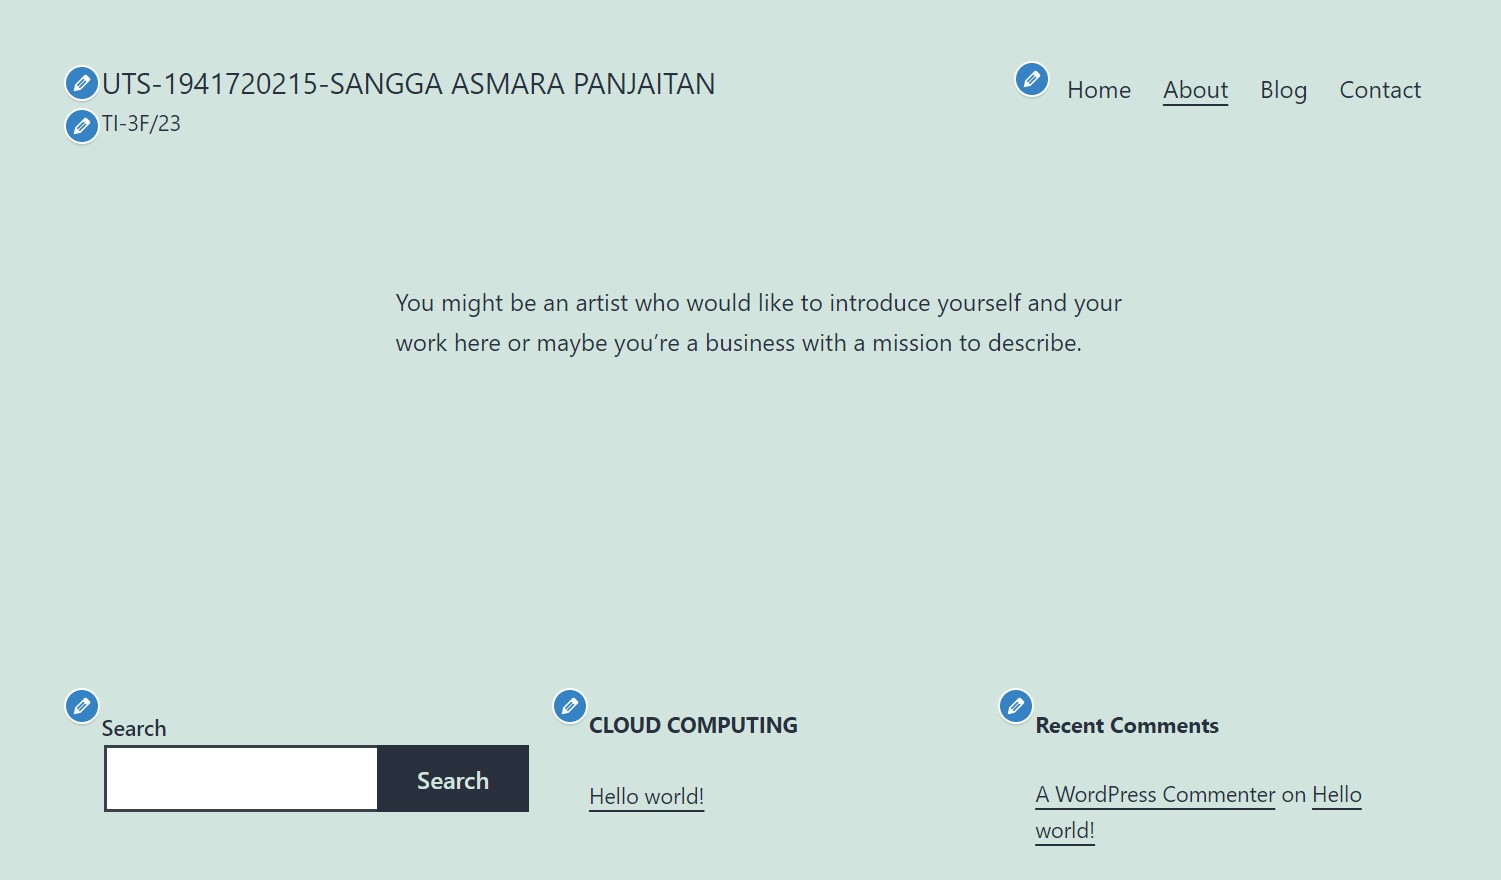 UTS-1941720215-SANGGA ASMARA PANJAITAN
TI-3F/23
Home About Blog Contact
You might be an artist who would like to introduce yourself and your
work here or maybe you’re a business with a mission to describe.
Search
Search
CLOUD COMPUTING
Hello world!
Recent Comments
A WordPress Commenter on Hello
world!